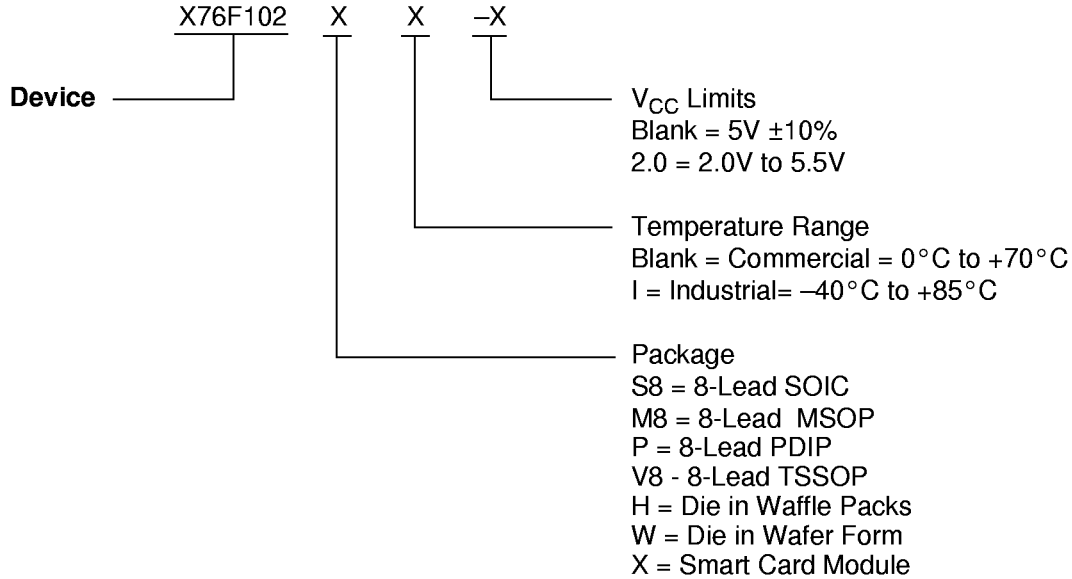 X76F102 X X –X
Device
V_CC Limits
Blank = 5V ±10%
2.0 = 2.0V to 5.5V
Temperature Range
Blank = Commercial = 0°C to +70°C
I = Industrial= –40°C to +85°C
Package
S8 = 8-Lead SOIC
M8 = 8-Lead  MSOP
P = 8-Lead PDIP
V8 - 8-Lead TSSOP
H = Die in Waffle Packs
W = Die in Wafer Form
X = Smart Card Module